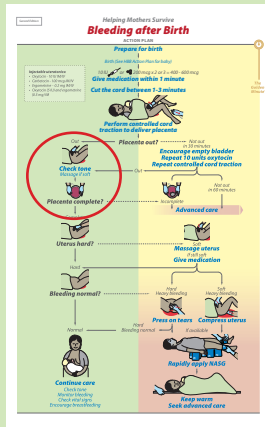 Helping Mothers Survive
Bleeding after Birth
ACTION PLAN
Prepare for birth
Give medication within 1 minute
Cut the cord between 1-3 minutes
Perform controlled cord
traction to deliver placenta
Out
Placenta out?
Not out
in 30 minutes
Encourage empty bladder
Repeat 10 units oxytocin
Repeat controlled cord traction
Check tone
Massage if soft
Out
Not out
in 60 minutes
Placenta complete?
Incomplete
Advanced care
Uterus hard?
Soft
Massage uterus
If still soft
Give medication
Hard
Bleeding normal?
Hard
Heavy bleeding
Soft
Heavy bleeding
Press on tears
Compress uterus
Normal
Hard
Bleeding normal
If available
Rapidly apply NASG
Continue care
Check tone
Monitor bleeding
Check vital signs
Encourage breastfeeding
Keep warm
Seek advanced care